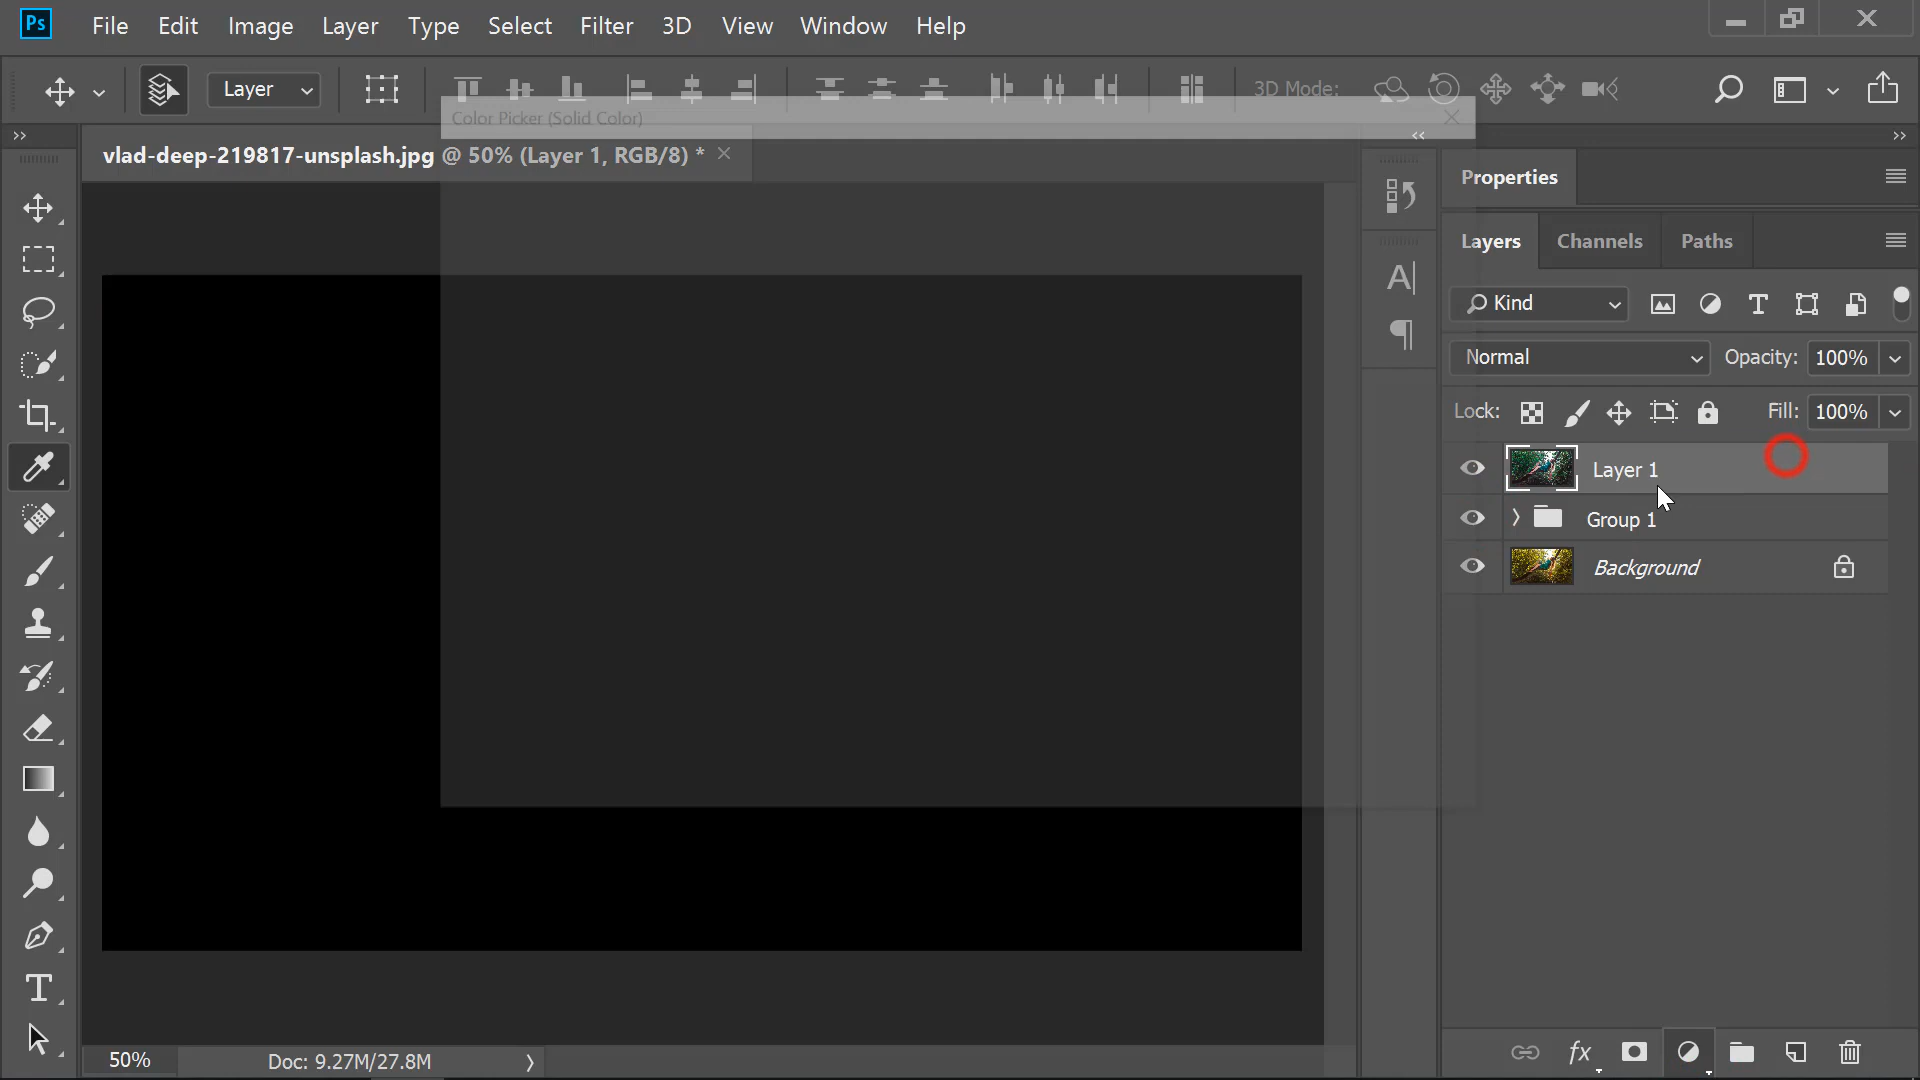 Ps File Edit Image Layer Type Select Filter 3D View Window Help
Layer 3D Mode:
Color Picker (Solid Color)
vlad-deep-219817-unsplash.jpg @ 50% (Layer 1, RGB/8) *
Properties
Layers Channels Paths
Kind
Normal Opacity: 100%
Lock: Fill: 100%
Layer 1
Group 1
Background
50% Doc: 9.27M/27.8M